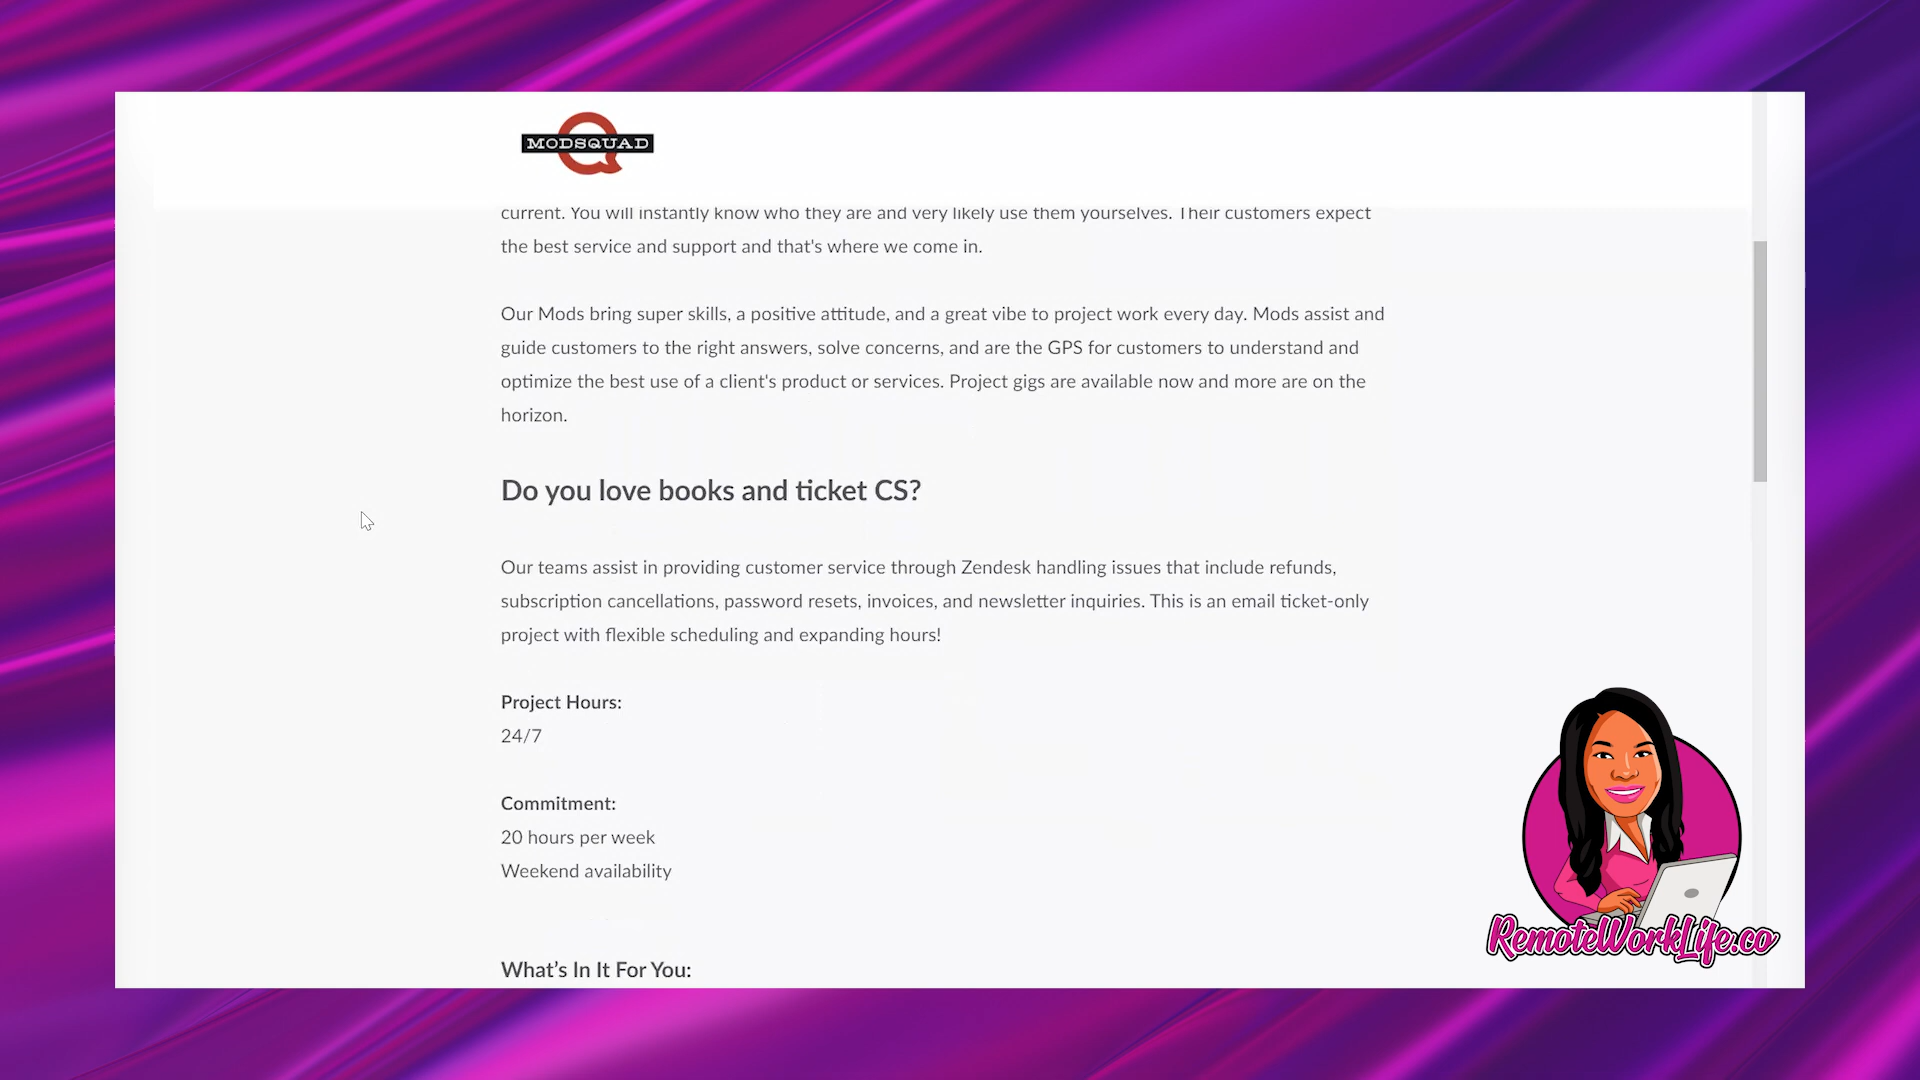 MODSQUAD
current. You will instantly know who they are and very likely use them yourselves. Their customers expect
the best service and support and that's where we come in.
Our Mods bring super skills, a positive attitude, and a great vibe to project work every day. Mods assist and
guide customers to the right answers, solve concerns, and are the GPS for customers to understand and
optimize the best use of a client's product or services. Project gigs are available now and more are on the
horizon.
Do you love books and ticket CS?
Our teams assist in providing customer service through Zendesk handling issues that include refunds,
subscription cancellations, password resets, invoices, and newsletter inquiries. This is an email ticket-only
project with flexible scheduling and expanding hours!
Project Hours:
24/7
Commitment:
20 hours per week
Weekend availability
What’s In It For You:
RemoteWorkLife.co